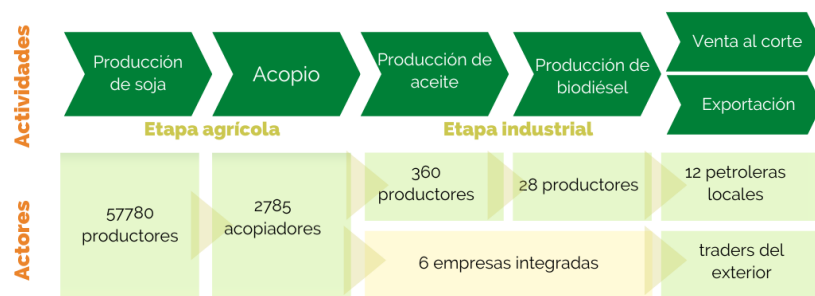 Actividades
Producción
de soja
Acopio
Producción de
aceite
Producción de
biodiésel
Venta al corte
Exportación
Etapa agrícola
Etapa industrial
Actores
57780
productores
2785
acopiadores
360
productores
28 productores
12 petroleras
locales
6 empresas integradas
traders del
exterior